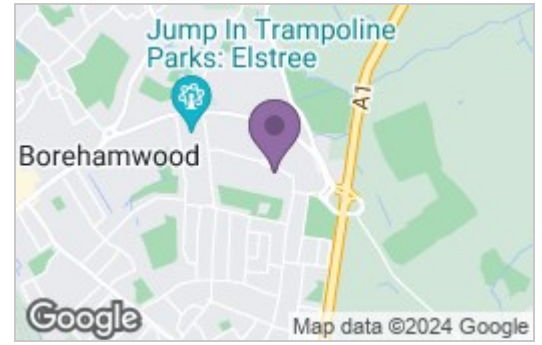 Jump In Trampoline
Parks: Elstree
A1
Borehamwood
Google
Map data ©2024 Google